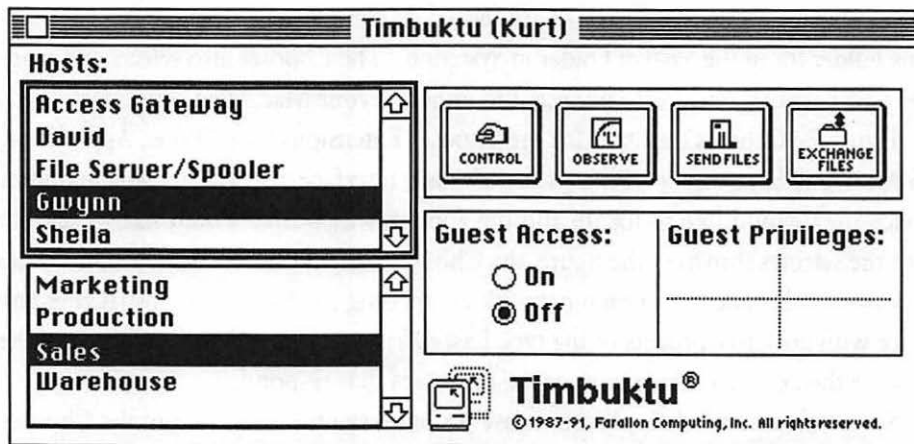 Timbuktu (Kurt)
Hosts:
Access Gateway
David
File Server/Spooler
Gwynn
Sheila
Marketing
Production
Sales
Warehouse
CONTROL
OBSERVE
SEND FILES
EXCHANGE
FILES
Guest Access:
On
Off
Guest Privileges:
Timbuktu®
©1987-91, Farallon Computing, Inc. All rights reserved.